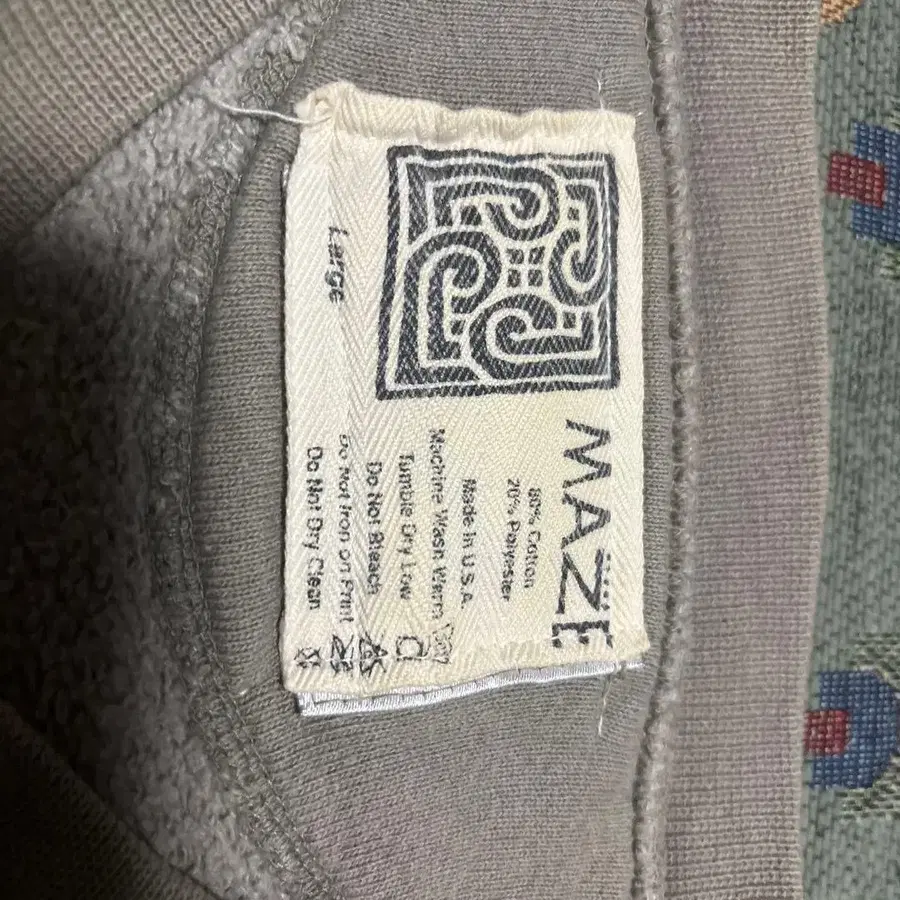 MAZE
80% Cotton
20% Polyester
Made In U.S.A.
Machine Wash Warm
Tumble Dry Low
Do Not Bleach
Do Not Iron on Print
Do Not Dry Clean
Large